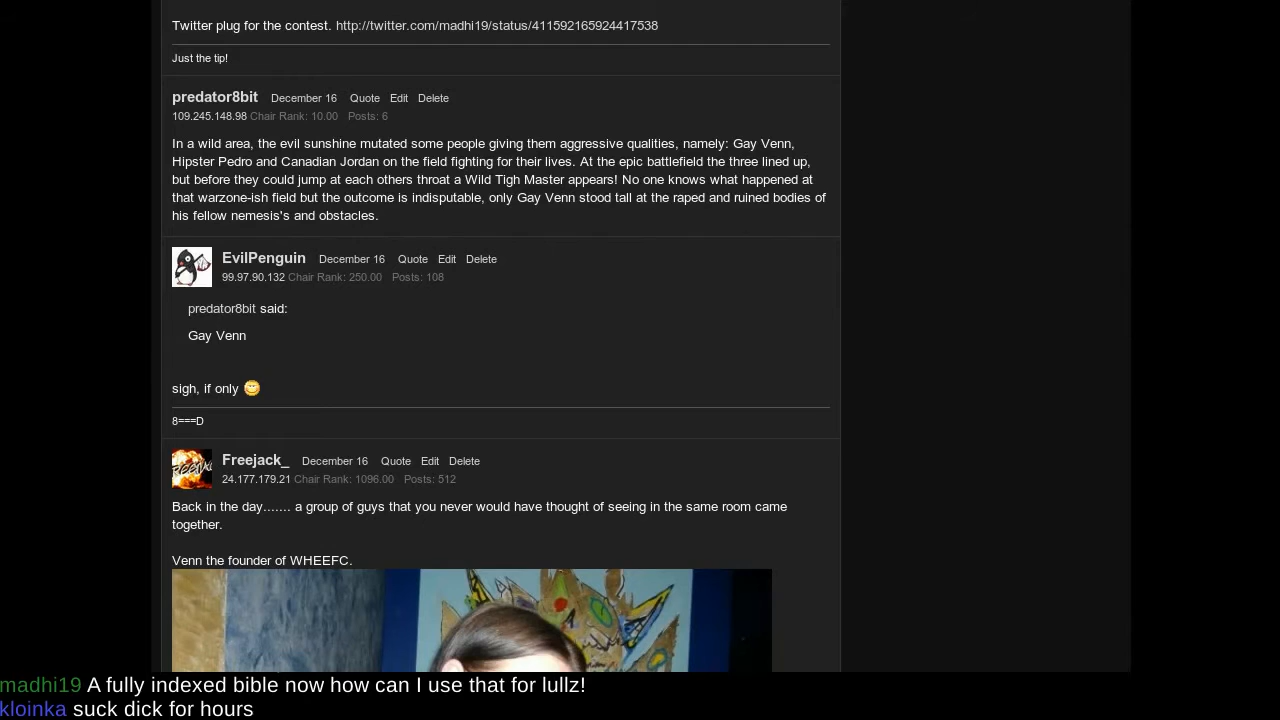 Twitter plug for the contest. http://twitter.com/madhi19/status/411592165924417538
Just the tip!
predator8bit December 16 Quote Edit Delete
109.245.148.98 Chair Rank: 10.00 Posts: 6
In a wild area, the evil sunshine mutated some people giving them aggressive qualities, namely: Gay Venn,
Hipster Pedro and Canadian Jordan on the field fighting for their lives. At the epic battlefield the three lined up,
but before they could jump at each others throat a Wild Tigh Master appears! No one knows what happened at
that warzone-ish field but the outcome is indisputable, only Gay Venn stood tall at the raped and ruined bodies of
his fellow nemesis's and obstacles.
EvilPenguin December 16 Quote Edit Delete
99.97.90.132 Chair Rank: 250.00 Posts: 108
predator8bit said:
Gay Venn
sigh, if only
8===D
Freejack_ December 16 Quote Edit Delete
24.177.179.21 Chair Rank: 1096.00 Posts: 512
Back in the day....... a group of guys that you never would have thought of seeing in the same room came
together.
Venn the founder of WHEEFC.
madhi19 A fully indexed bible now how can I use that for lullz!
kloinka suck dick for hours